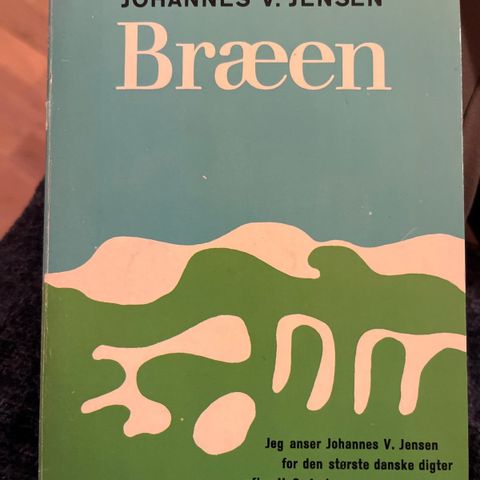 JOHANNES V. JENSEN
Bræen
Jeg anser Johannes V. Jensen
for den største danske digter